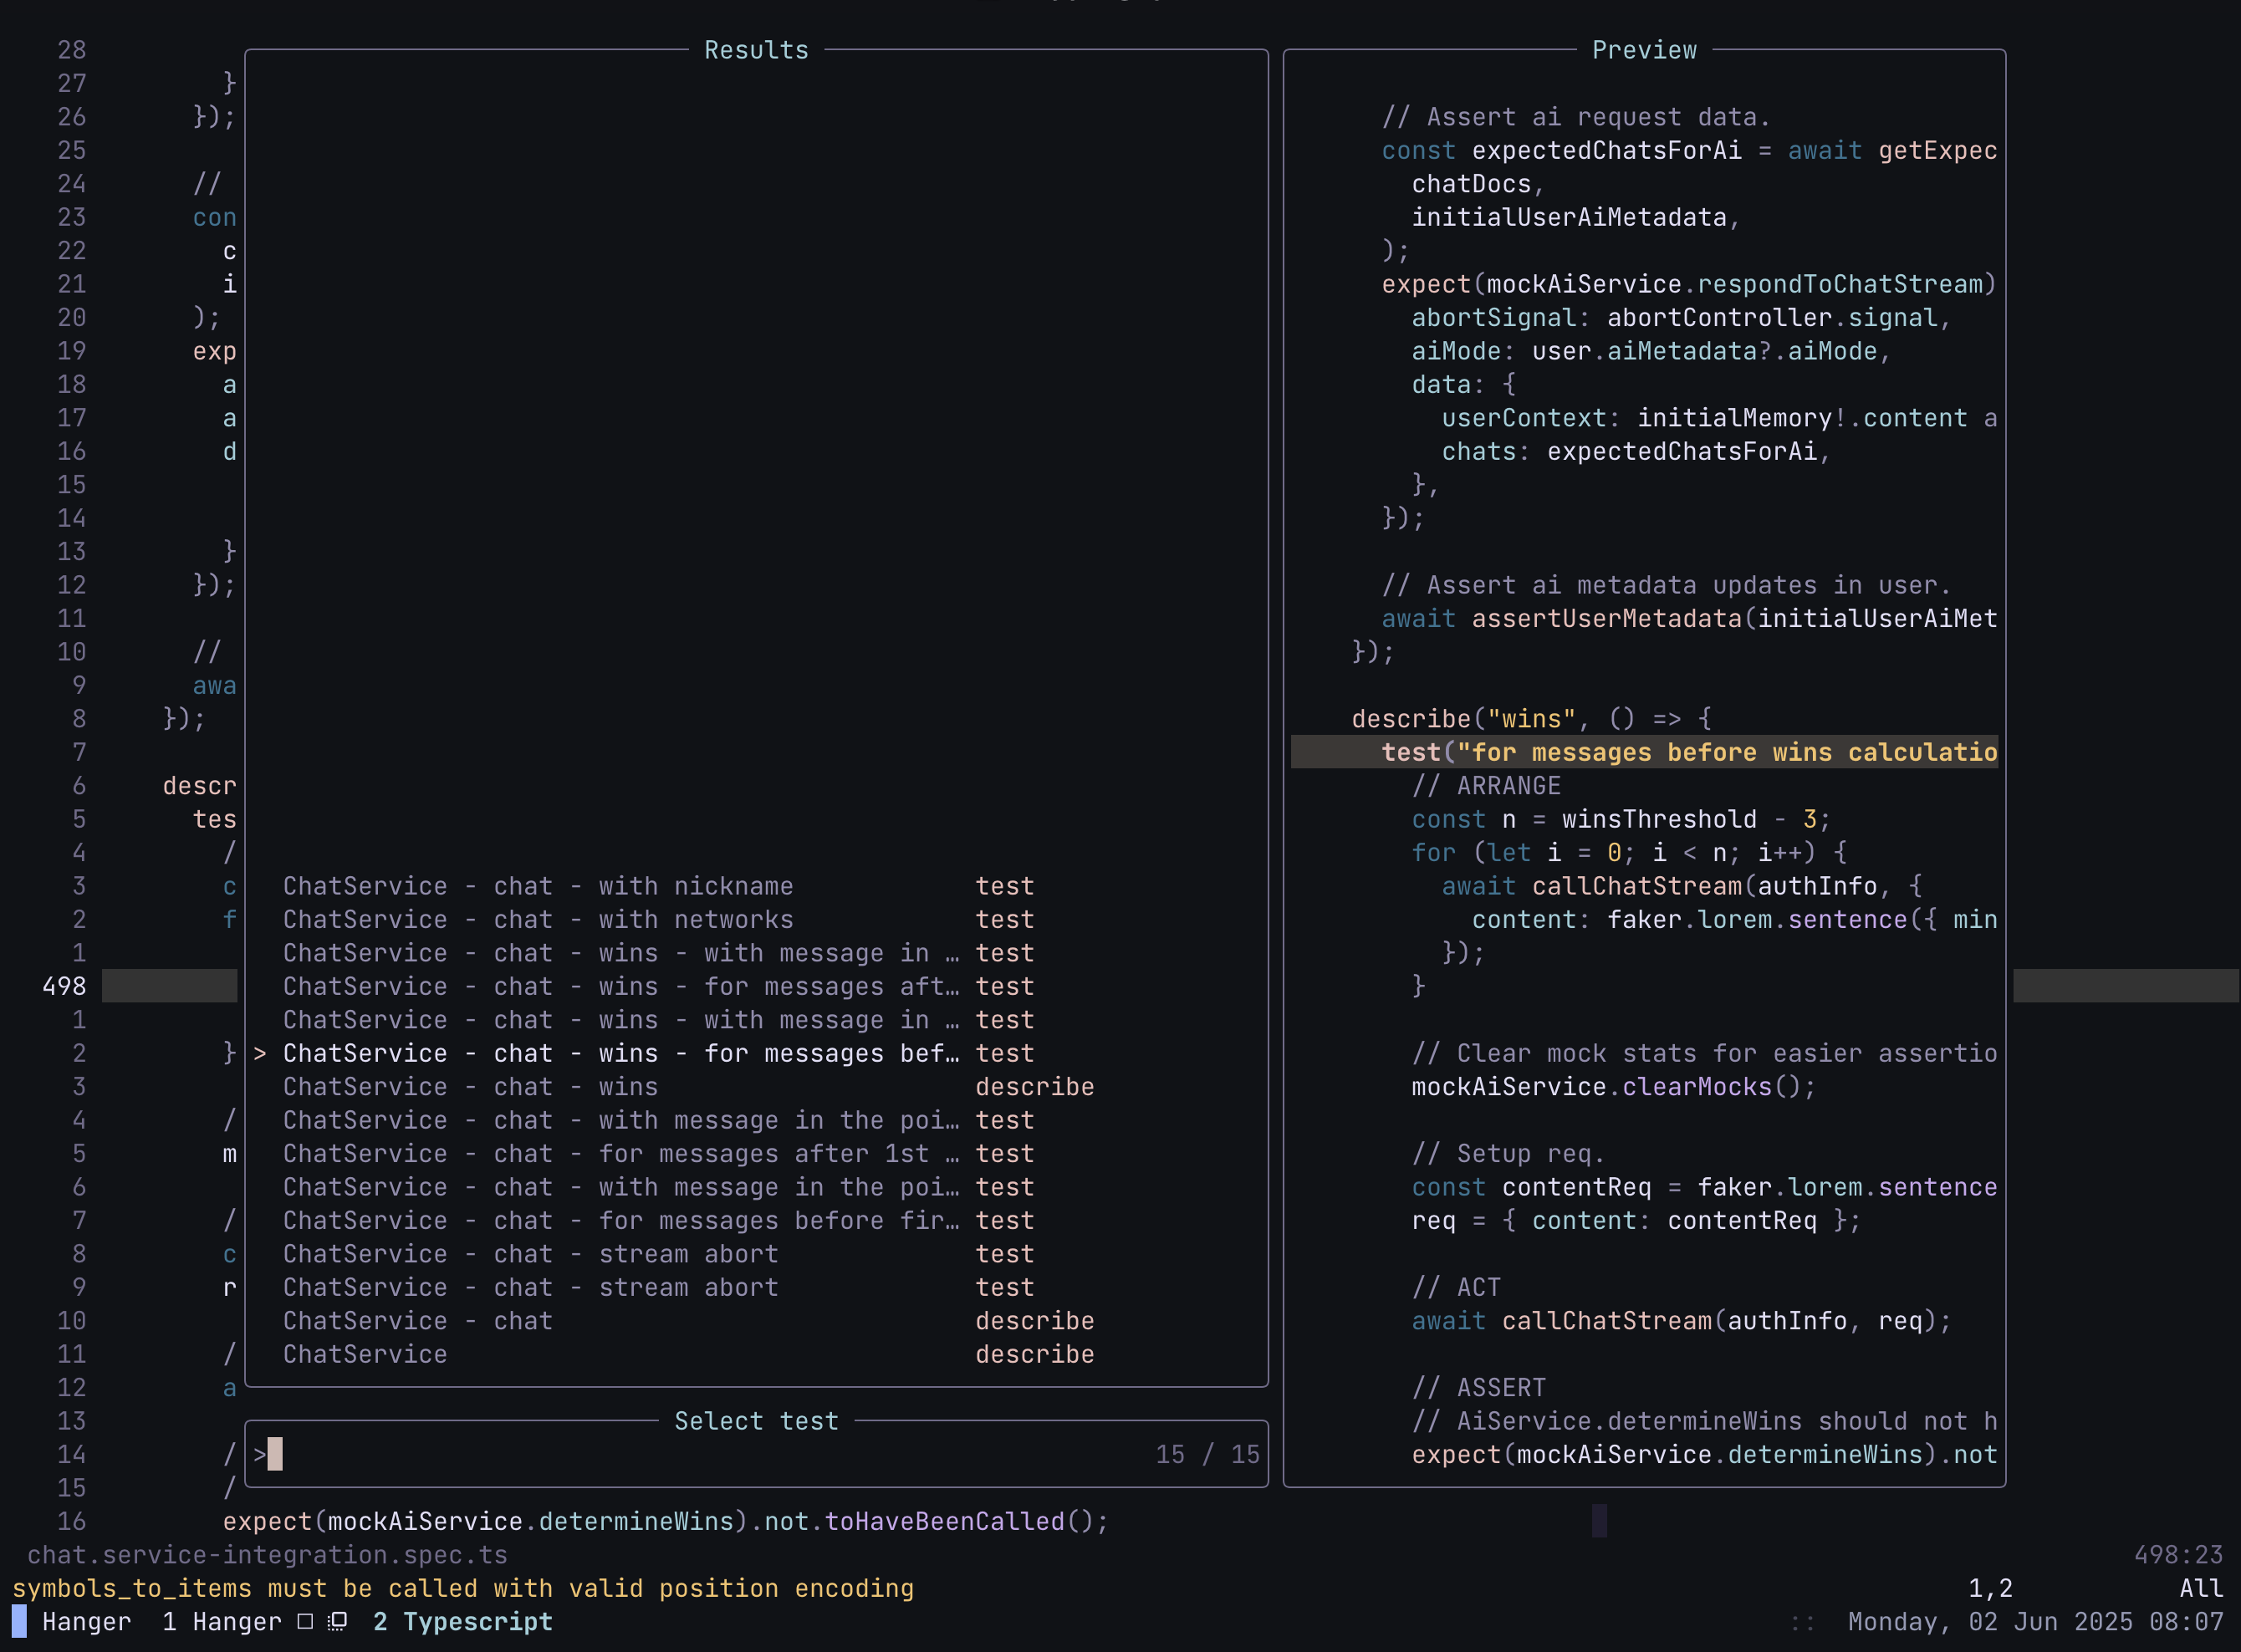 Results
Preview
28
27 }
26 });
25
24 //
23 con
22 c
21 i
20 );
19 exp
18 a
17 a
16 d
15
14
13 }
12 });
11
10 //
9 awa
8 });
7
6 descr
5 tes
4 /
3 c
2 f
1
498
1
2 }
3
4 /
5 m
6
7 /
8 c
9 r
10
11 /
12 a
13
14 /
15 /
16 expect(mockAiService.determineWins).not.toHaveBeenCalled();
ChatService - chat - with nickname test
ChatService - chat - with networks test
ChatService - chat - wins - with message in … test
ChatService - chat - wins - for messages aft… test
ChatService - chat - wins - with message in … test
> ChatService - chat - wins - for messages bef… test
ChatService - chat - wins describe
ChatService - chat - with message in the poi… test
ChatService - chat - for messages after 1st … test
ChatService - chat - with message in the poi… test
ChatService - chat - for messages before fir… test
ChatService - chat - stream abort test
ChatService - chat - stream abort test
ChatService - chat describe
ChatService describe
Select test
> 15 / 15
// Assert ai request data.
const expectedChatsForAi = await getExpec
chatDocs,
initialUserAiMetadata,
);
expect(mockAiService.respondToChatStream)
abortSignal: abortController.signal,
aiMode: user.aiMetadata?.aiMode,
data: {
userContext: initialMemory!.content a
chats: expectedChatsForAi,
},
});
// Assert ai metadata updates in user.
await assertUserMetadata(initialUserAiMet
});
describe("wins", () => {
test("for messages before wins calculatio
// ARRANGE
const n = winsThreshold - 3;
for (let i = 0; i < n; i++) {
await callChatStream(authInfo, {
content: faker.lorem.sentence({ min
});
}
// Clear mock stats for easier assertio
mockAiService.clearMocks();
// Setup req.
const contentReq = faker.lorem.sentence
req = { content: contentReq };
// ACT
await callChatStream(authInfo, req);
// ASSERT
// AiService.determineWins should not h
expect(mockAiService.determineWins).not
chat.service-integration.spec.ts 498:23
symbols_to_items must be called with valid position encoding 1,2 All
Hanger 1 Hanger 2 Typescript :: Monday, 02 Jun 2025 08:07